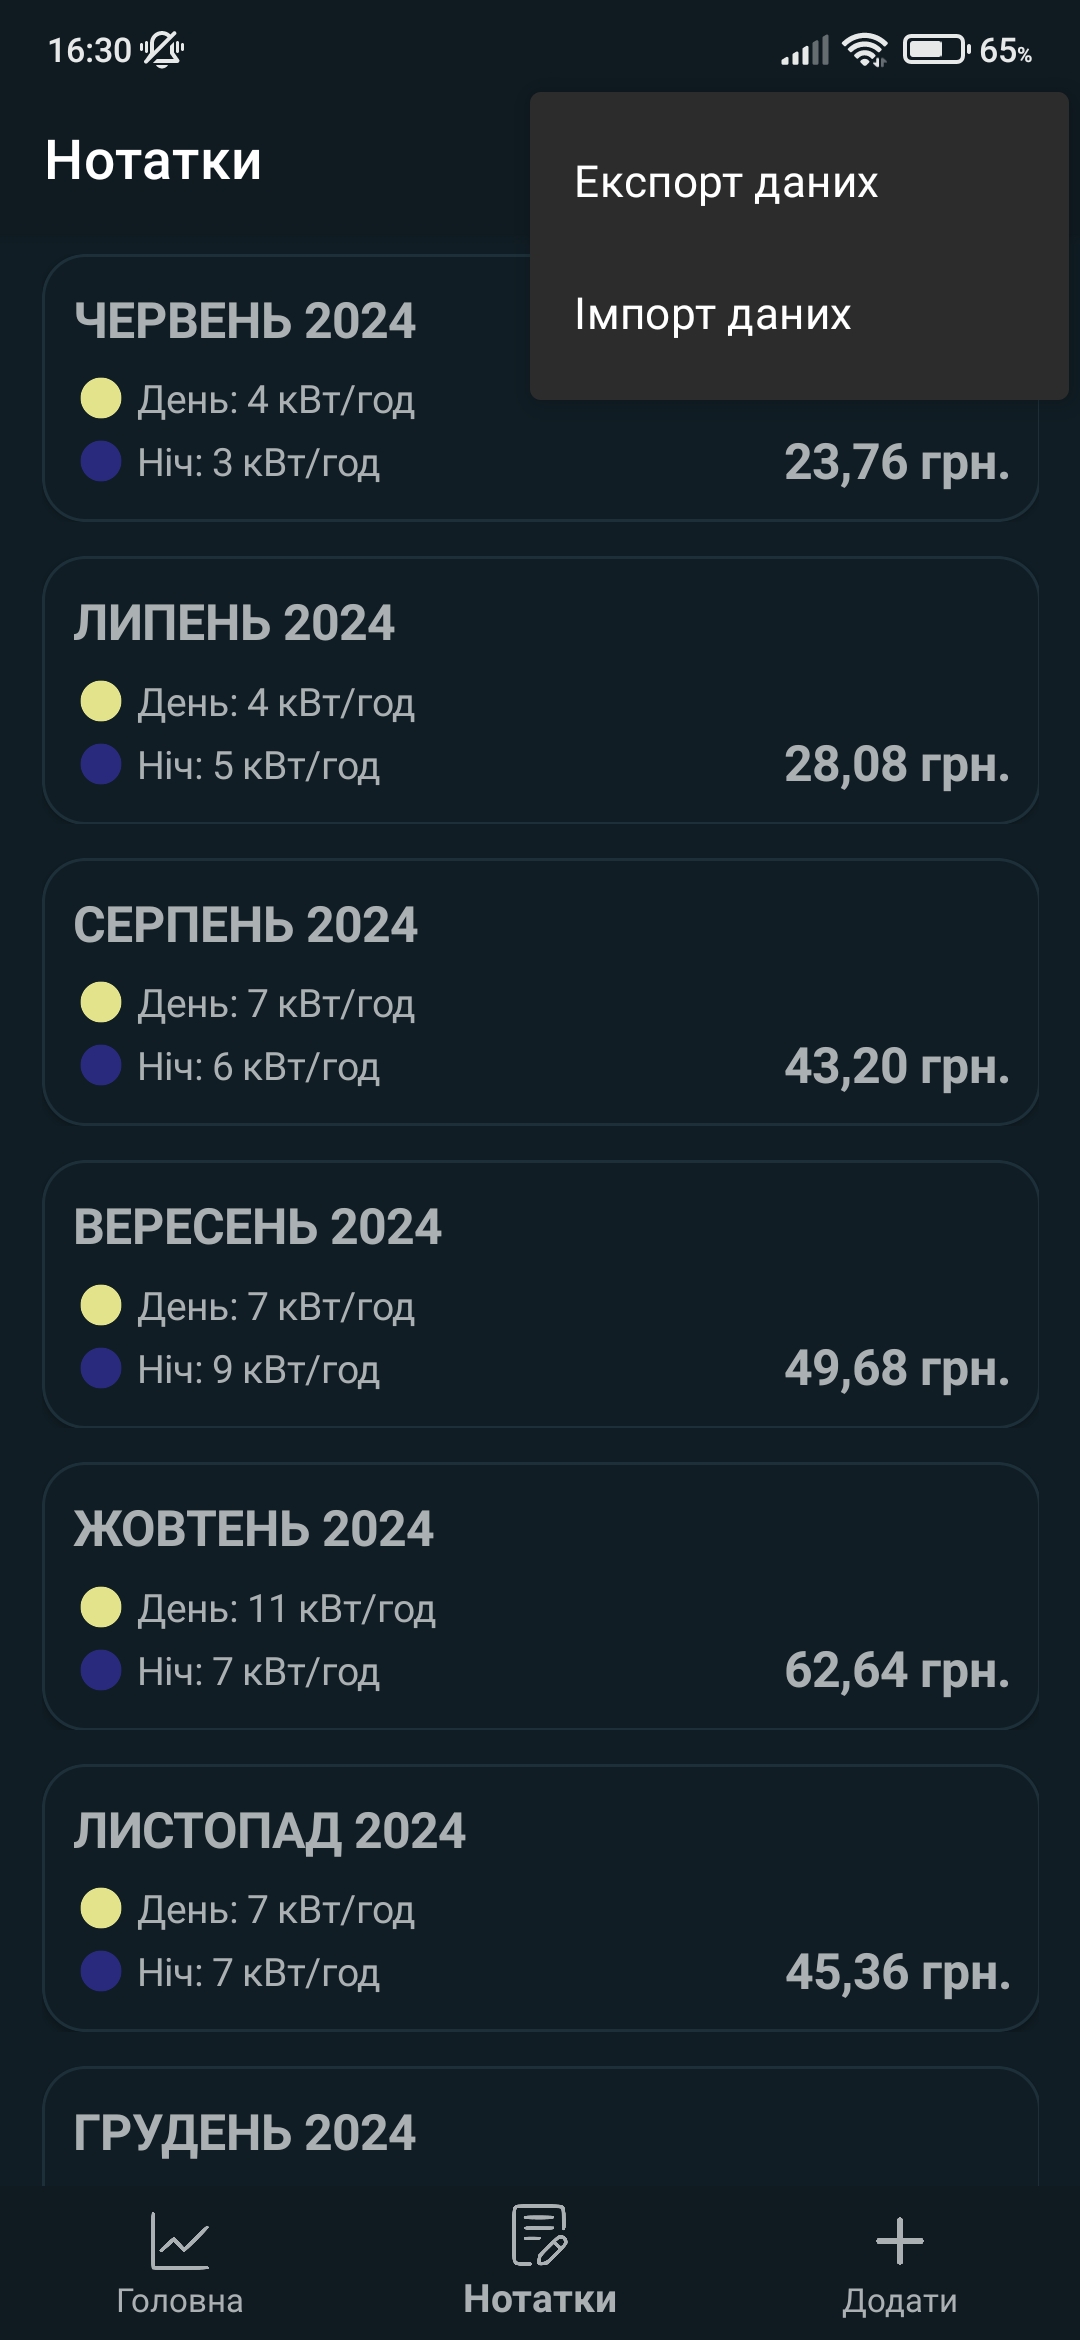 16:30
65%
Нотатки
Експорт даних
Імпорт даних
ЧЕРВЕНЬ 2024
День: 4 кВт/год
Ніч: 3 кВт/год
23,76 грн.
ЛИПЕНЬ 2024
День: 4 кВт/год
Ніч: 5 кВт/год
28,08 грн.
СЕРПЕНЬ 2024
День: 7 кВт/год
Ніч: 6 кВт/год
43,20 грн.
ВЕРЕСЕНЬ 2024
День: 7 кВт/год
Ніч: 9 кВт/год
49,68 грн.
ЖОВТЕНЬ 2024
День: 11 кВт/год
Ніч: 7 кВт/год
62,64 грн.
ЛИСТОПАД 2024
День: 7 кВт/год
Ніч: 7 кВт/год
45,36 грн.
ГРУДЕНЬ 2024
Головна
Нотатки
Додати